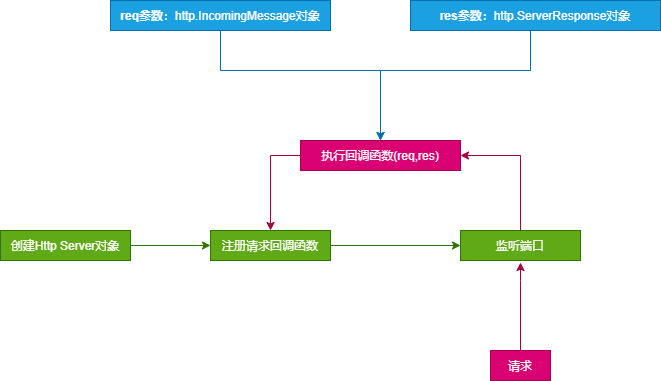 req参数：http.IncomingMessage对象
res参数：http.ServerResponse对象
执行回调函数(req,res)
创建Http Server对象
注册请求回调函数
监听端口
请求